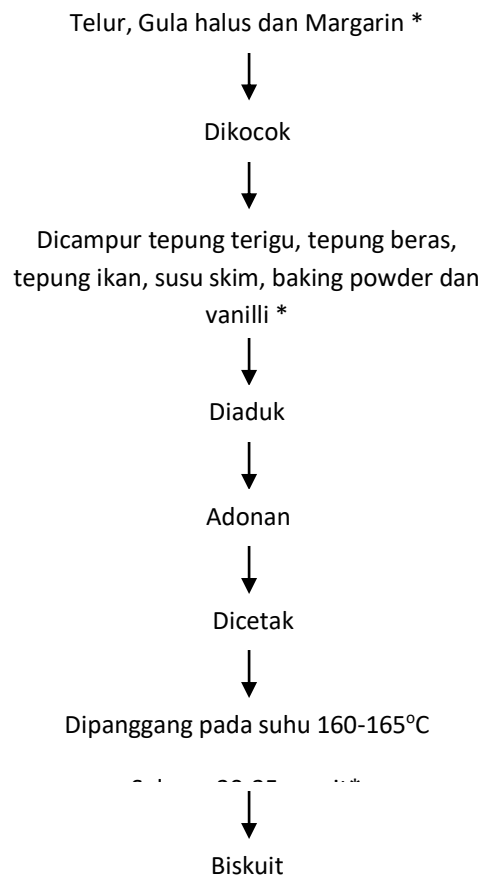 Telur, Gula halus dan Margarin *
Dikocok
Dicampur tepung terigu, tepung beras,
tepung ikan, susu skim, baking powder dan
vanilli *
Diaduk
Adonan
Dicetak
Dipanggang pada suhu 160-165°C
Biskuit